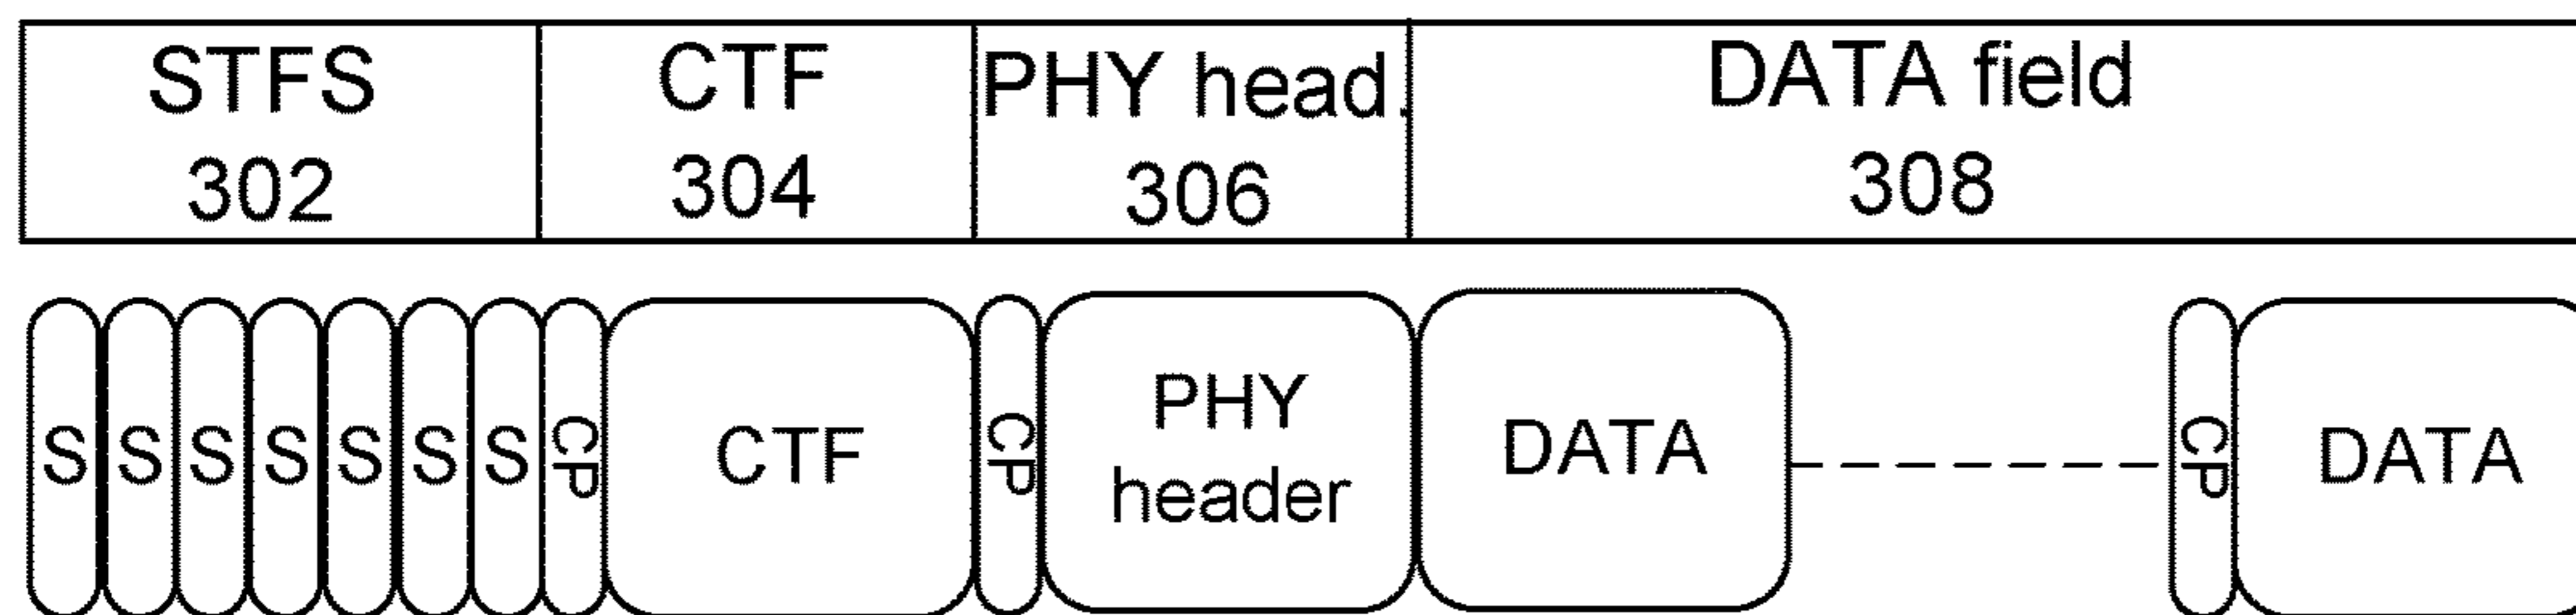 STFS
302
CTF
304
PHY head.
306
DATA field
308
S
S
S
S
S
S
S
CP
CTF
CP
PHY
header
DATA
CP
DATA